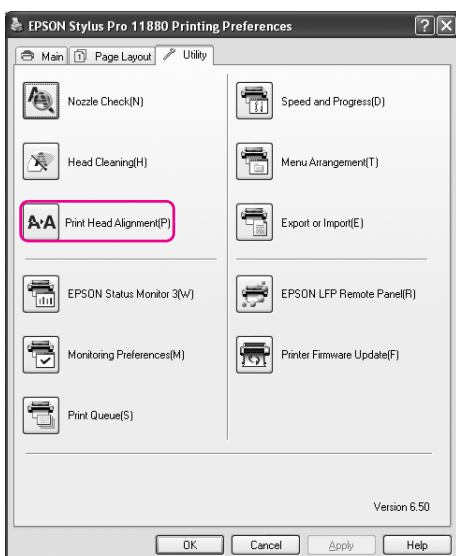 EPSON Stylus Pro 11880 Printing Preferences
Main
Page Layout
Utility
Nozzle Check(N)
Speed and Progress(D)
Head Cleaning(H)
Menu Arrangement(T)
A▸A Print Head Alignment(P)
Export or Import(E)
EPSON Status Monitor 3(W)
EPSON LFP Remote Panel(R)
Monitoring Preferences(M)
Printer Firmware Update(F)
Print Queue(S)
Version 6.50
OK Cancel Apply Help